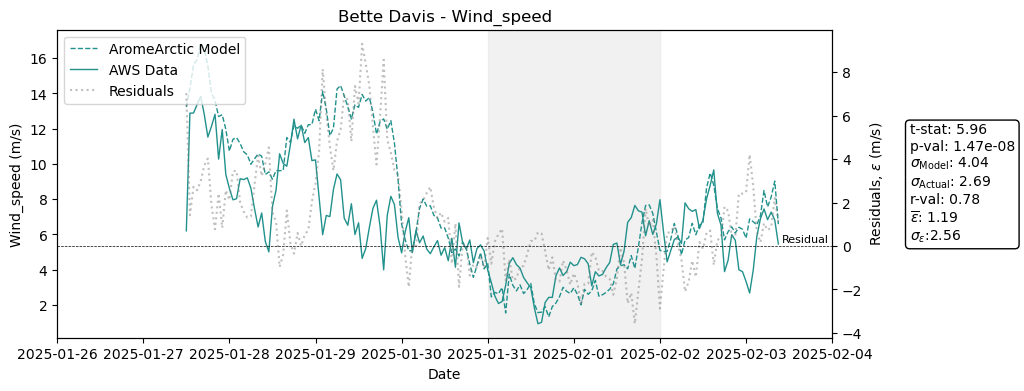 Bette Davis - Wind_speed
Wind_speed (m/s)
16
14
12
10
8
6
4
2
AromeArctic Model
AWS Data
Residuals
Residual
8
6
4
2
0
−2
−4
Residuals, ε (m/s)
2025-01-26
2025-01-27
2025-01-28
2025-01-29
2025-01-30
2025-01-31
2025-02-01
2025-02-02
2025-02-03
2025-02-04
Date
t-stat: 5.96
p-val: 1.47e-08
σModel: 4.04
σActual: 2.69
r-val: 0.78
ε̅: 1.19
σε:2.56